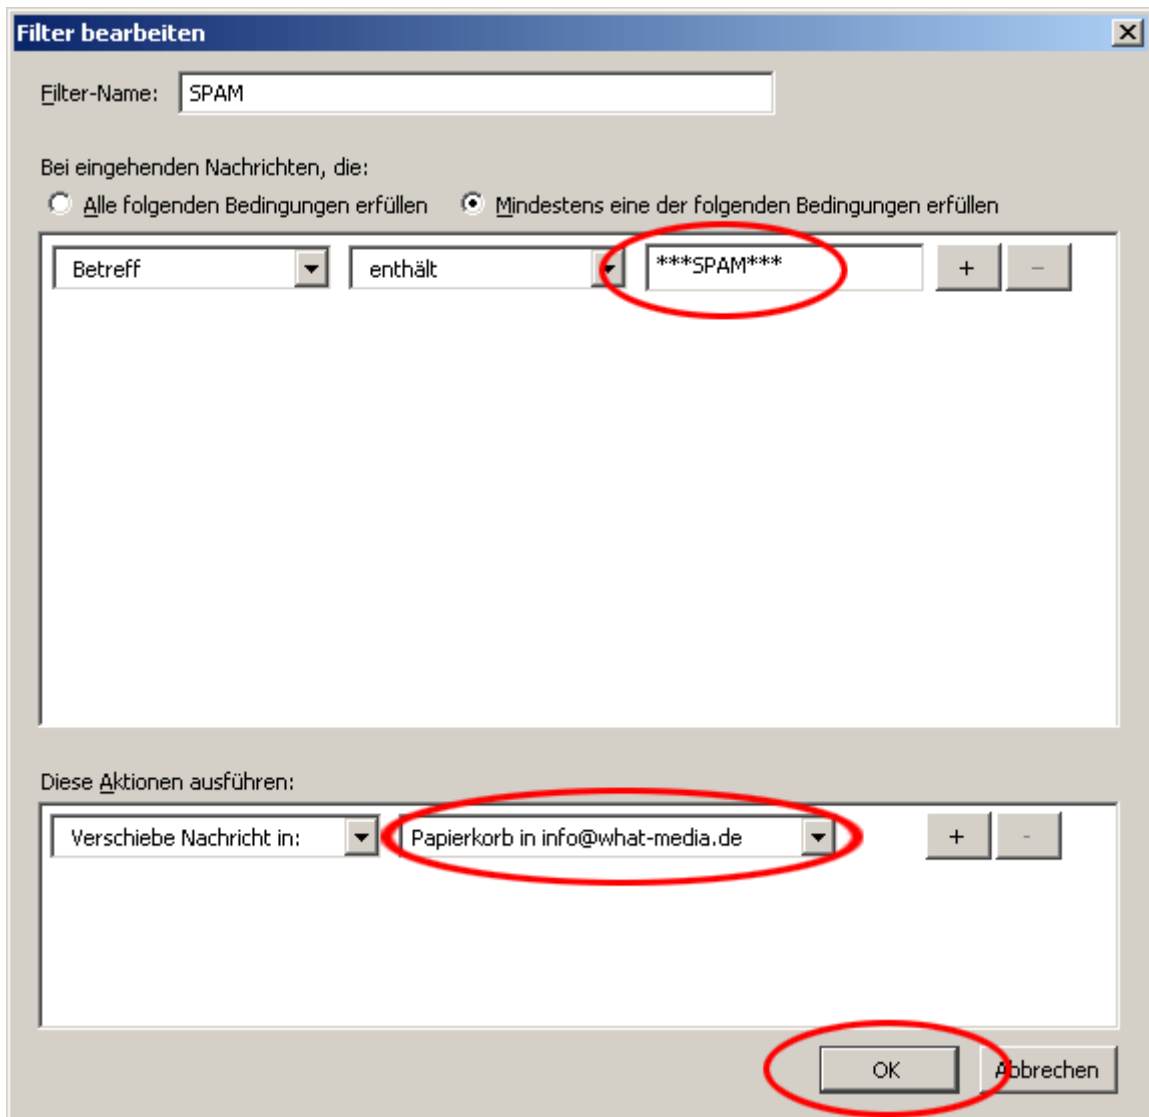 Filter bearbeiten
Filter-Name: SPAM
Bei eingehenden Nachrichten, die:
Alle folgenden Bedingungen erfüllen Mindestens eine der folgenden Bedingungen erfüllen
Betreff enthält ***SPAM*** + -
Diese Aktionen ausführen:
Verschiebe Nachricht in: Papierkorb in info@what-media.de + -
OK Abbrechen